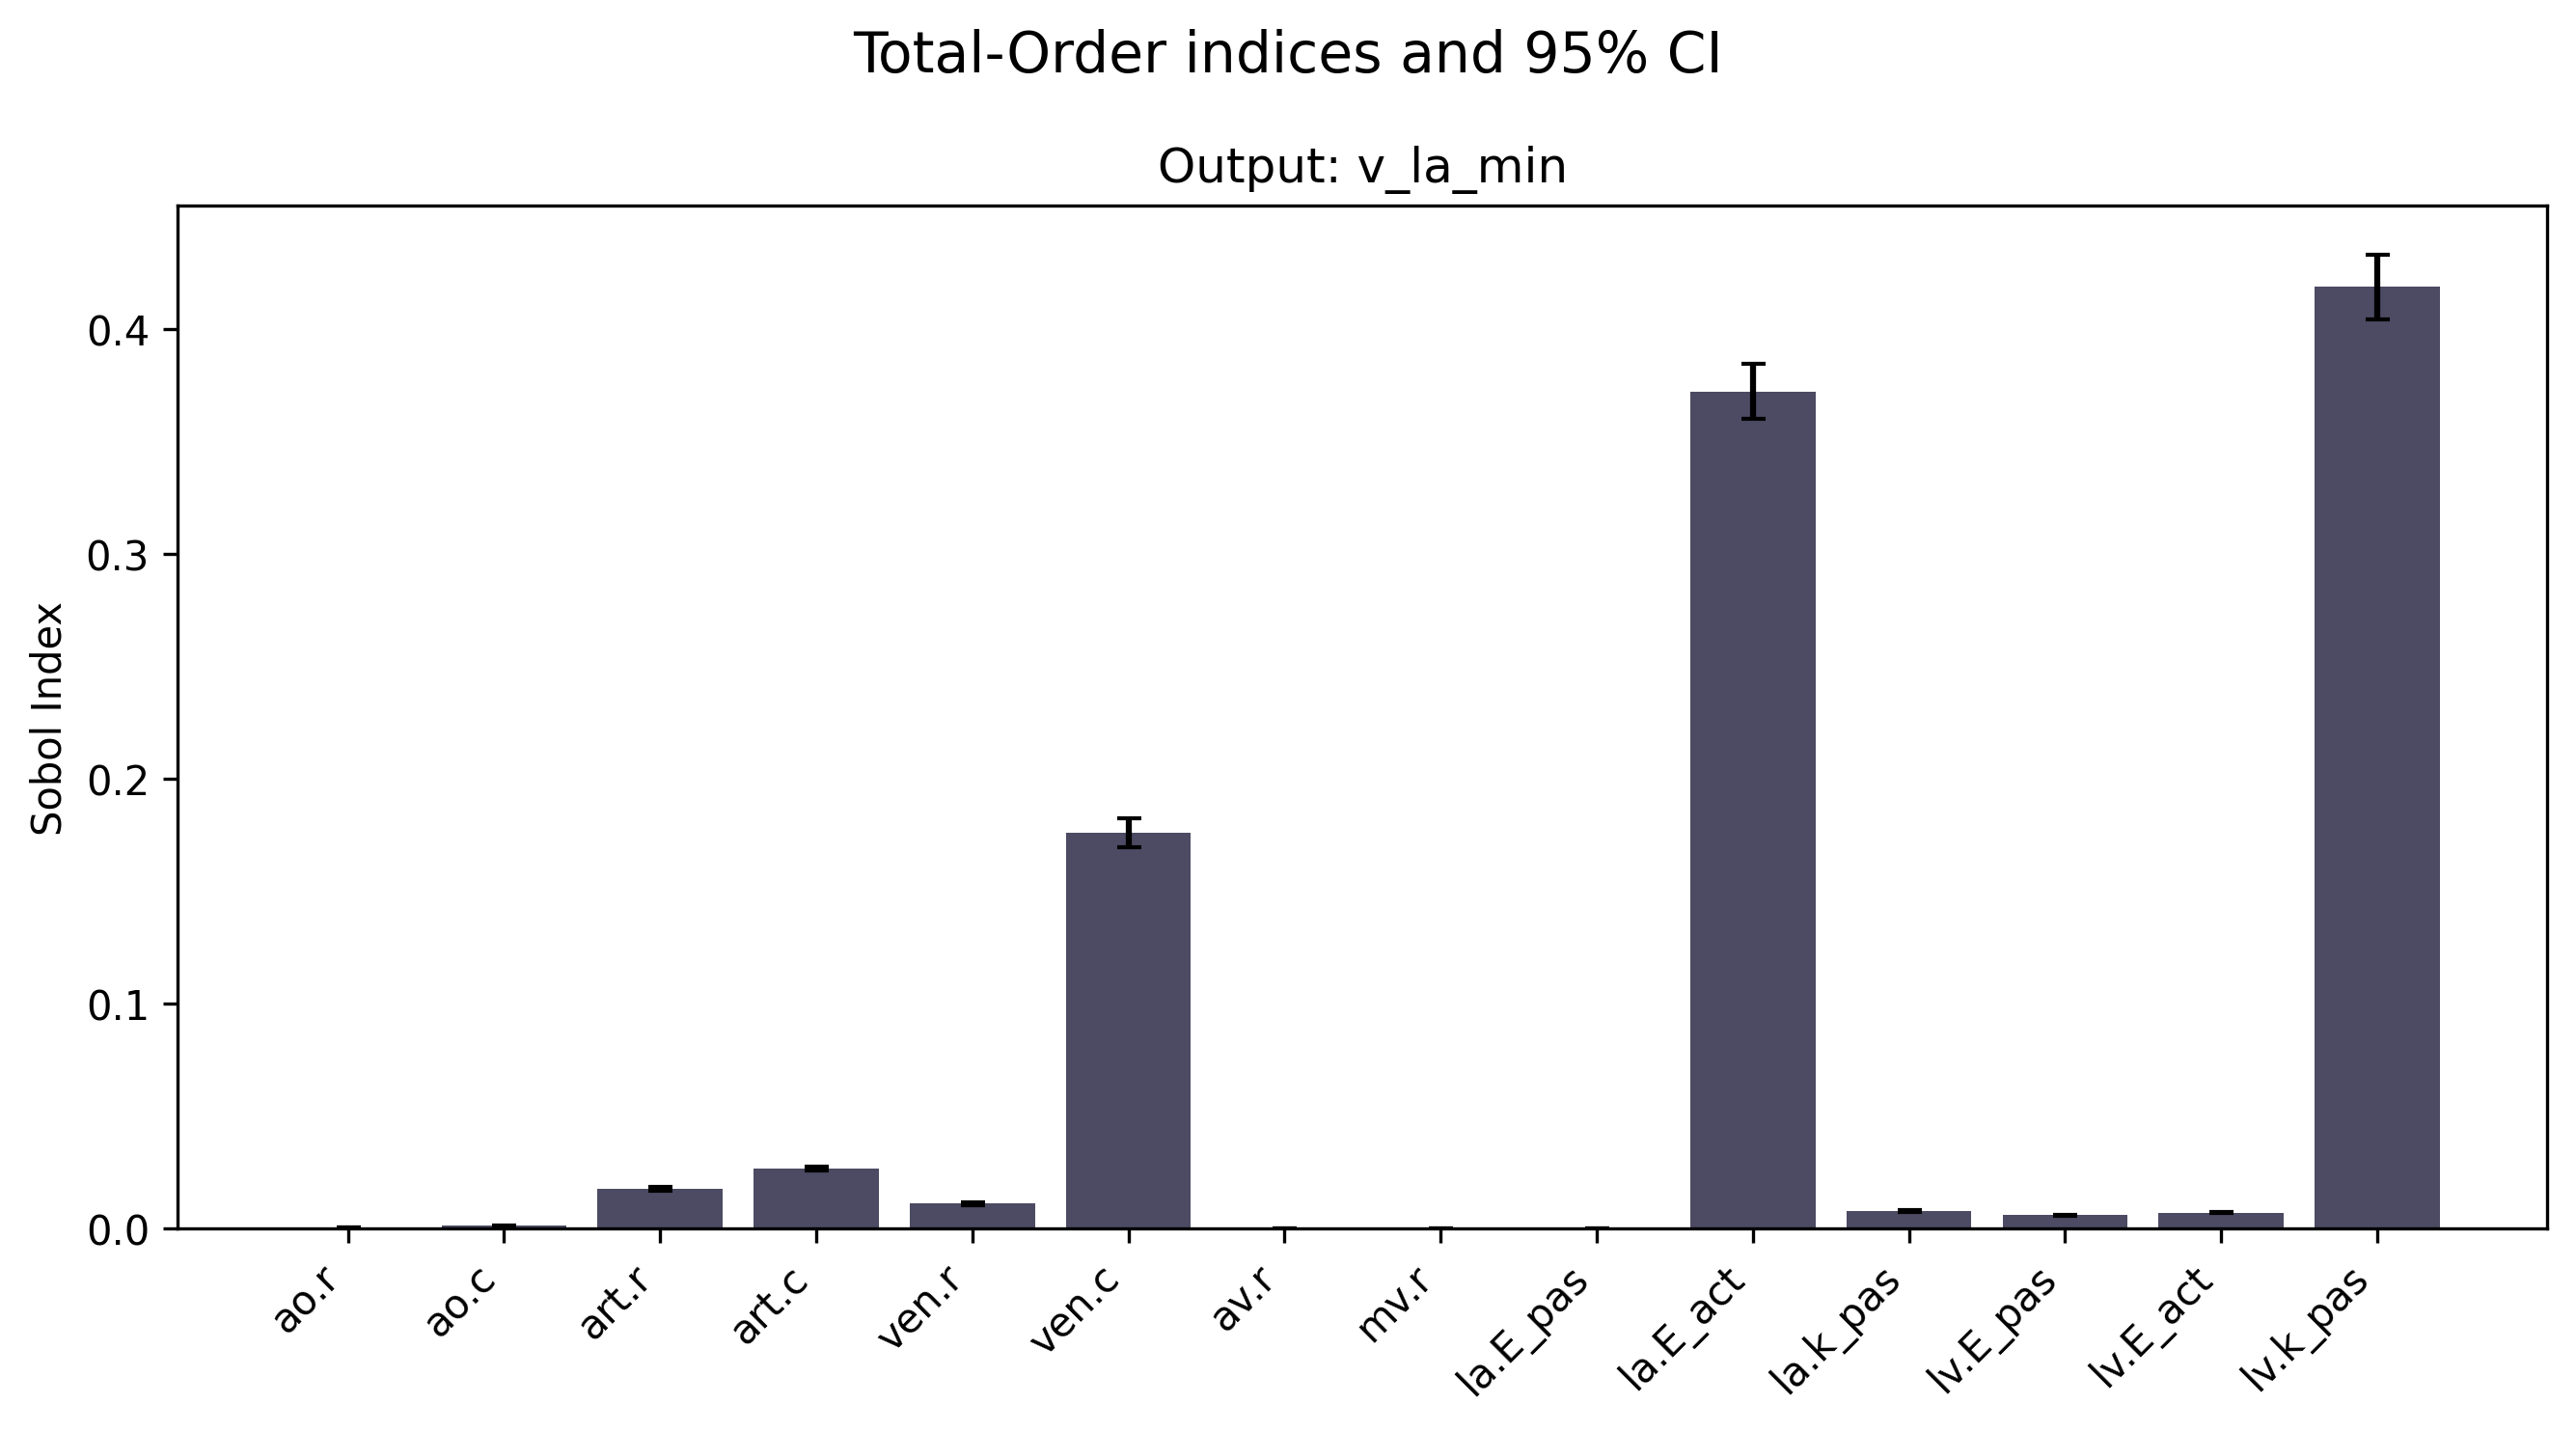 Total-Order indices and 95% CI
Output: v_la_min
Sobol Index
0.4
0.3
0.2
0.1
0.0
ao.r
ao.c
art.r
art.c
ven.r
ven.c
av.r
mv.r
la.E_pas
la.E_act
la.k_pas
lv.E_pas
lv.E_act
lv.k_pas